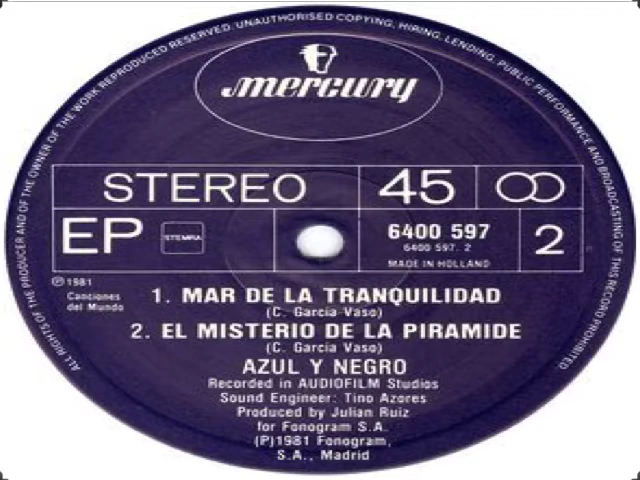 ALL RIGHTS OF THE PRODUCER AND OF THE OWNER OF THE WORK REPRODUCED RESERVED. UNAUTHORISED COPYING, HIRING, LENDING, PUBLIC PERFORMANCE AND BROADCASTING OF THIS RECORD PROHIBITED
mercury
STEREO 45
EP STEMRA 6400 597 2
6400 597. 2
MADE IN HOLLAND
℗ 1981
Canciones
del Mundo
1. MAR DE LA TRANQUILIDAD
(C. García Vaso)
2. EL MISTERIO DE LA PIRAMIDE
(C. García Vaso)
AZUL Y NEGRO
Recorded in AUDIOFILM Studios
Sound Engineer: Tino Azores
Produced by Julian Ruiz
for Fonogram S.A.
(P)1981 Fonogram,
S.A., Madrid